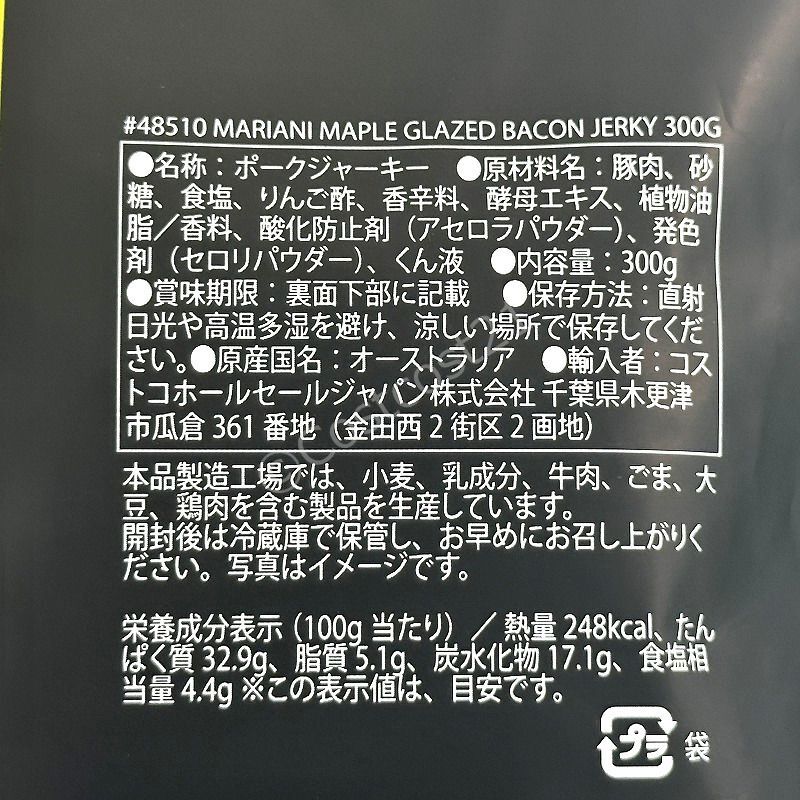 #48510 MARIANI MAPLE GLAZED BACON JERKY 300G
●名称：ポークジャーキー ●原材料名：豚肉、砂
糖、食塩、りんご酢、香辛料、酵母エキス、植物油
脂／香料、酸化防止剤（アセロラパウダー）、発色
剤（セロリパウダー）、くん液 ●内容量：300g
●賞味期限：裏面下部に記載 ●保存方法：直射
日光や高温多湿を避け、涼しい場所で保存してくだ
さい。●原産国名：オーストラリア ●輸入者：コス
トコホールセールジャパン株式会社 千葉県木更津
市瓜倉 361 番地（金田西 2 街区 2 画地）
本品製造工場では、小麦、乳成分、牛肉、ごま、大
豆、鶏肉を含む製品を生産しています。
開封後は冷蔵庫で保管し、お早めにお召し上がりく
ださい。写真はイメージです。
栄養成分表示（100g 当たり）／熱量 248kcal、たん
ぱく質 32.9g、脂質 5.1g、炭水化物 17.1g、食塩相
当量 4.4g ※この表示値は、目安です。
プラ 袋